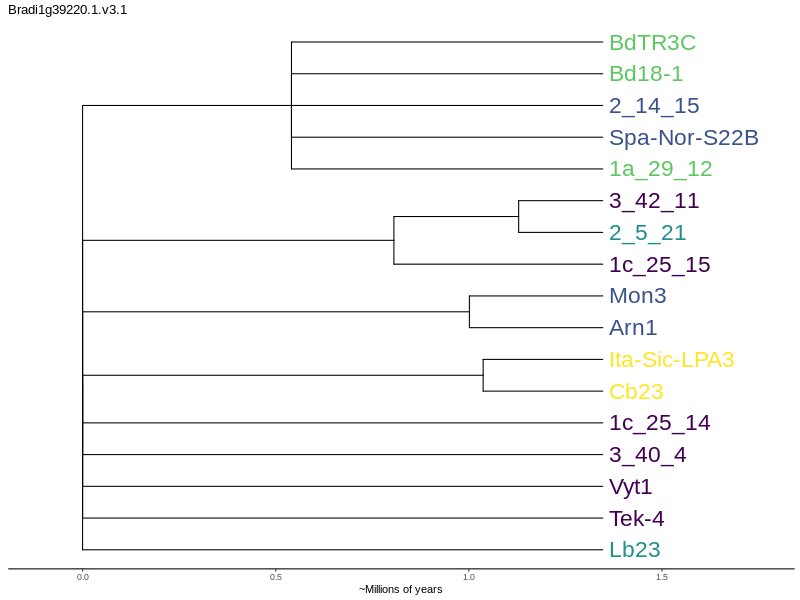 Bradi1g39220.1.v3.1
BdTR3C
Bd18-1
2_14_15
Spa-Nor-S22B
1a_29_12
3_42_11
2_5_21
1c_25_15
Mon3
Arn1
Ita-Sic-LPA3
Cb23
1c_25_14
3_40_4
Vyt1
Tek-4
Lb23
0.0 0.5 1.0 1.5
~Millions of years